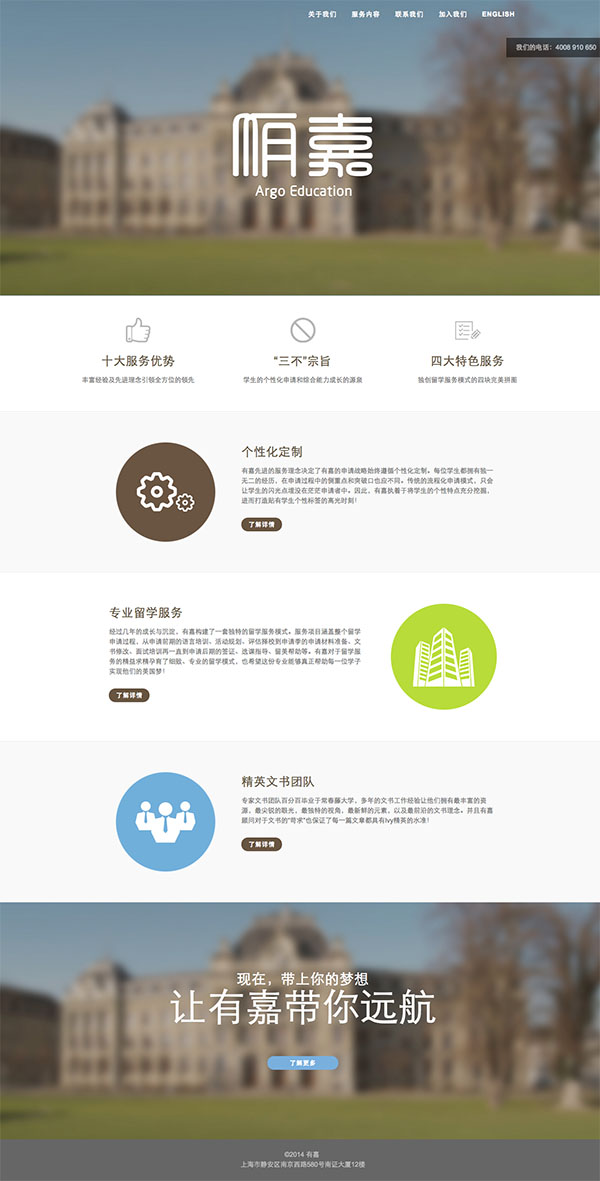 关于我们 服务内容 联系我们 加入我们 ENGLISH
我们的电话：4008 910 650
有嘉
Argo Education
十大服务优势 “三不”宗旨 四大特色服务
丰富经验及先进理念引领全方位的领先 学生的个性化申请和综合能力成长的源泉 独创留学服务模式的四块完美拼图
个性化定制
有嘉先进的服务理念决定了有嘉的申请战略始终遵循个性化定制。每位学生都拥有独一
无二的经历，在申请过程中的侧重点和突破口也应不同。传统的流程化申请模式，只会
让学生的闪光点埋没在茫茫申请者中。因此，有嘉执着于将学生的个性特点充分挖掘，
进而打造贴有学生个性标签的高光时刻！
了解详情
专业留学服务
经过几年的成长与沉淀，有嘉构建了一套独特的留学服务模式。服务项目涵盖整个留学
申请过程，从申请前期的语言培训、活动规划、评估择校到申请季的申请材料准备、文
书修改、面试培训再一直到申请后期的签证、选课指导、留美帮助等。有嘉对于留学服
务的精益求精孕育了细致、专业的留学模式，也希望这份专业能够真正帮助每一位学子
实现他们的美国梦！
了解详情
精英文书团队
专家文书团队百分百毕业于常春藤大学，多年的文书工作经验让他们拥有最丰富的资
源，最尖锐的眼光，最独特的视角，最新鲜的元素，以及最前沿的文书理念。并且有嘉
顾问对于文书的“苛求”也保证了每一篇文章都具有Ivy精英的水准！
了解详情
现在，带上你的梦想
让有嘉带你远航
了解更多
©2014 有嘉
上海市静安区南京西路580号南证大厦12楼